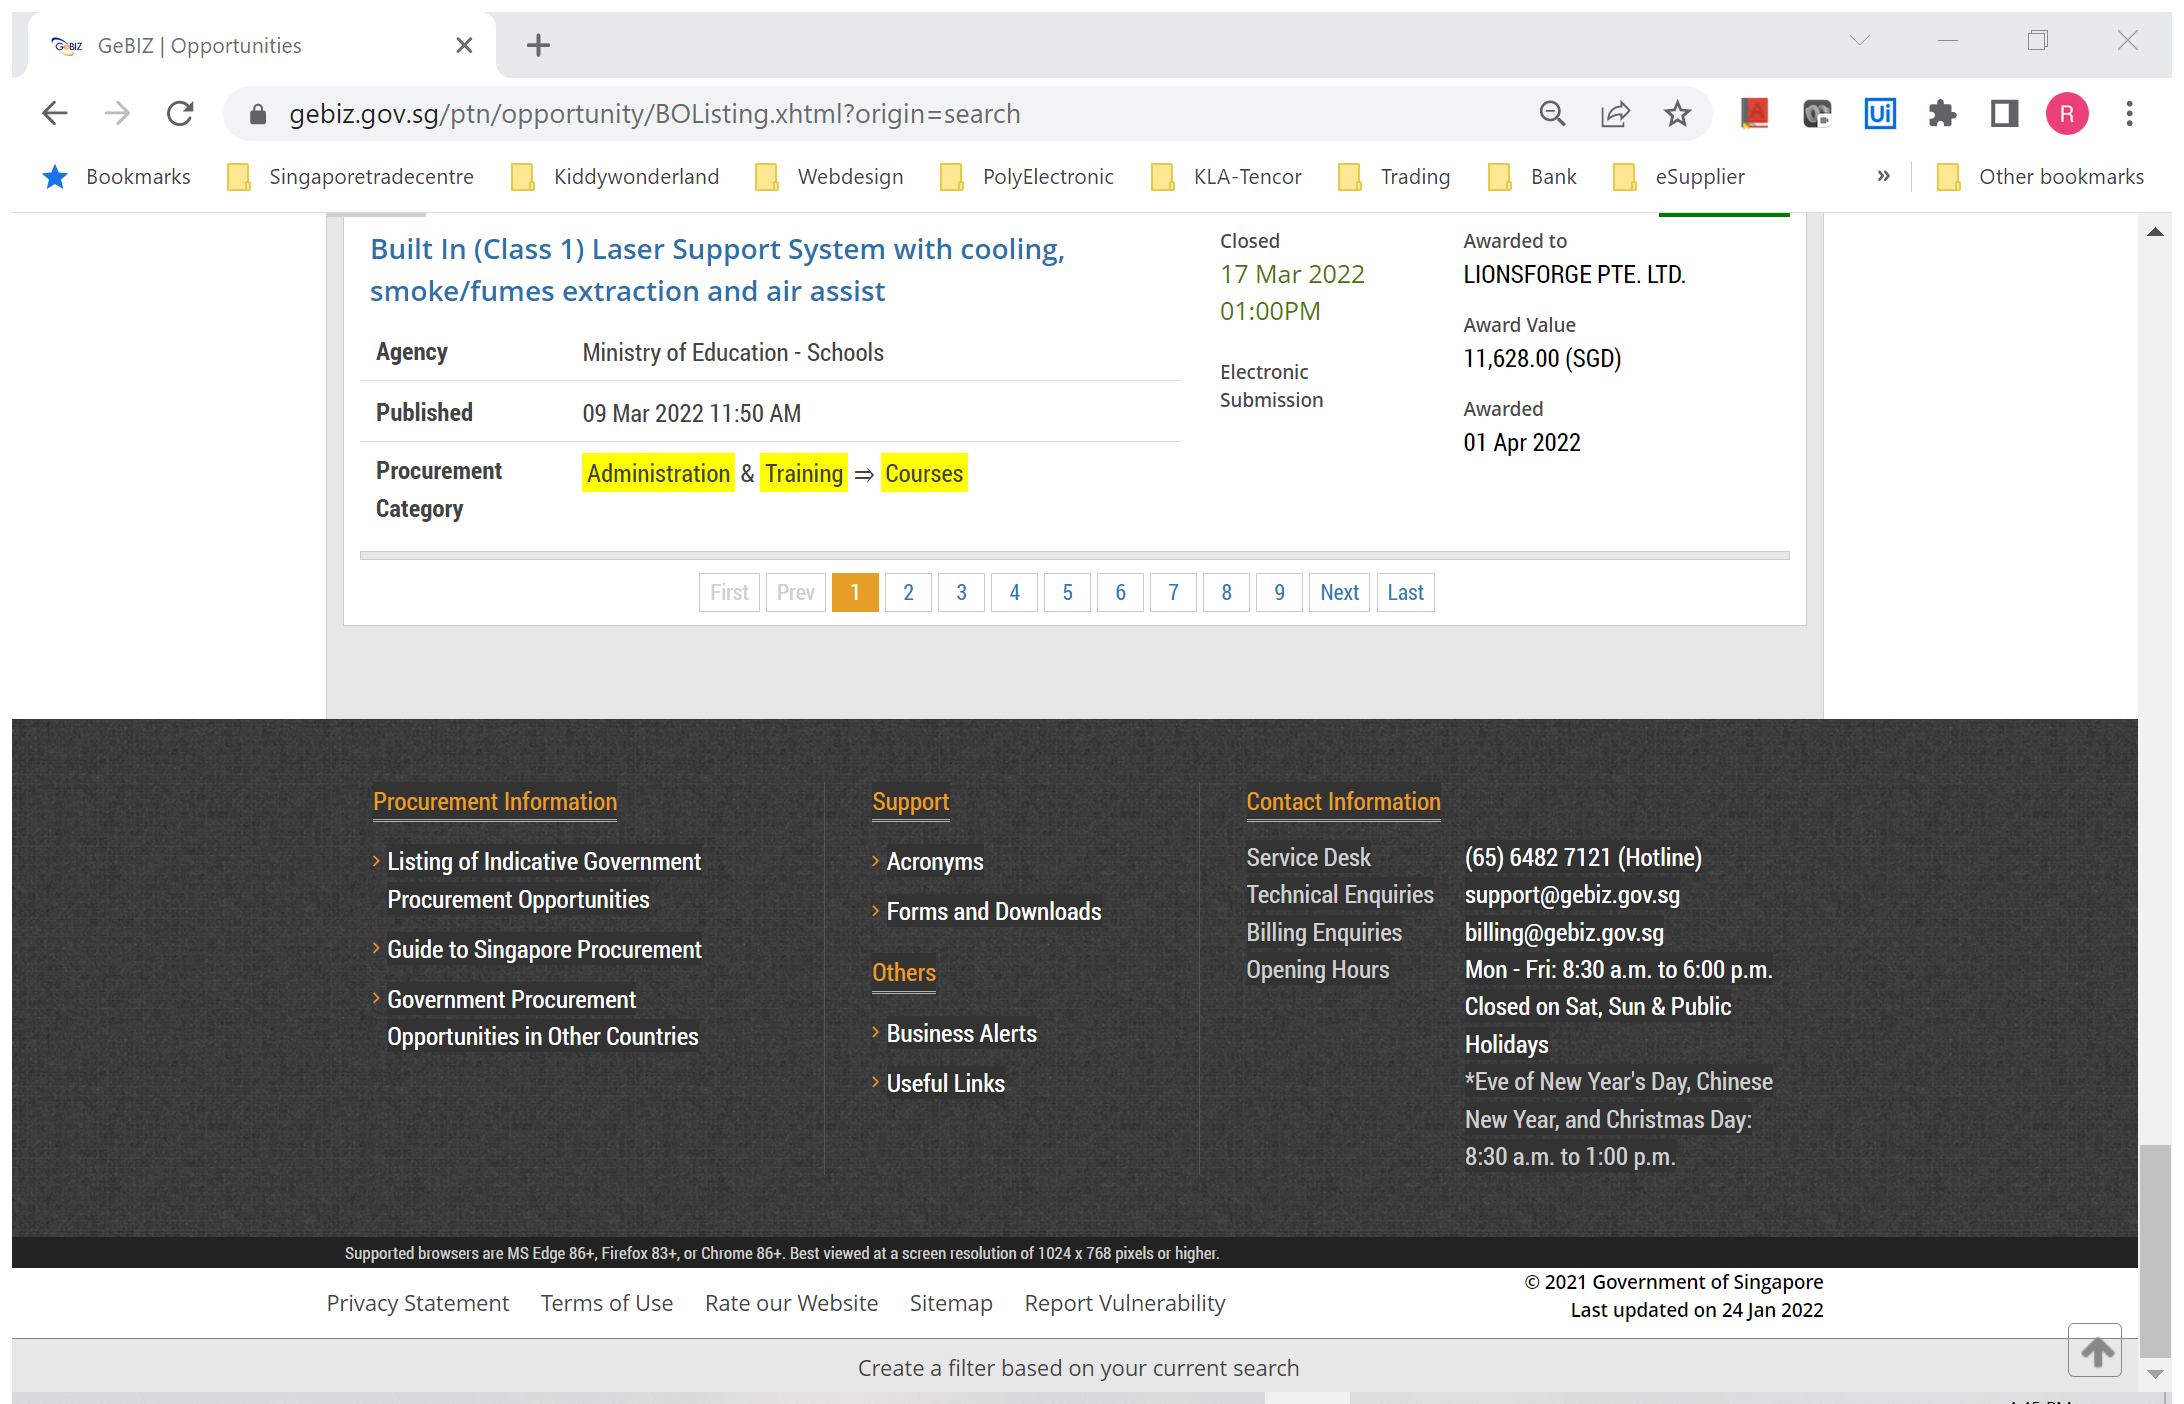 GeBIZ GeBIZ | Opportunities
gebiz.gov.sg/ptn/opportunity/BOListing.xhtml?origin=search
Ui
R
Bookmarks Singaporetradecentre Kiddywonderland Webdesign PolyElectronic KLA-Tencor Trading Bank eSupplier » Other bookmarks
Built In (Class 1) Laser Support System with cooling,
smoke/fumes extraction and air assist
Agency Ministry of Education - Schools
Published 09 Mar 2022 11:50 AM
Procurement
Category
Administration & Training ⇒ Courses
Closed
17 Mar 2022
01:00PM
Electronic
Submission
Awarded to
LIONSFORGE PTE. LTD.
Award Value
11,628.00 (SGD)
Awarded
01 Apr 2022
First Prev 1 2 3 4 5 6 7 8 9 Next Last
Procurement Information
Listing of Indicative Government
Procurement Opportunities
Guide to Singapore Procurement
Government Procurement
Opportunities in Other Countries
Support
Acronyms
Forms and Downloads
Others
Business Alerts
Useful Links
Contact Information
Service Desk (65) 6482 7121 (Hotline)
Technical Enquiries support@gebiz.gov.sg
Billing Enquiries billing@gebiz.gov.sg
Opening Hours Mon - Fri: 8:30 a.m. to 6:00 p.m.
Closed on Sat, Sun & Public
Holidays
*Eve of New Year's Day, Chinese
New Year, and Christmas Day:
8:30 a.m. to 1:00 p.m.
Supported browsers are MS Edge 86+, Firefox 83+, or Chrome 86+. Best viewed at a screen resolution of 1024 x 768 pixels or higher.
Privacy Statement Terms of Use Rate our Website Sitemap Report Vulnerability
© 2021 Government of Singapore
Last updated on 24 Jan 2022
Create a filter based on your current search